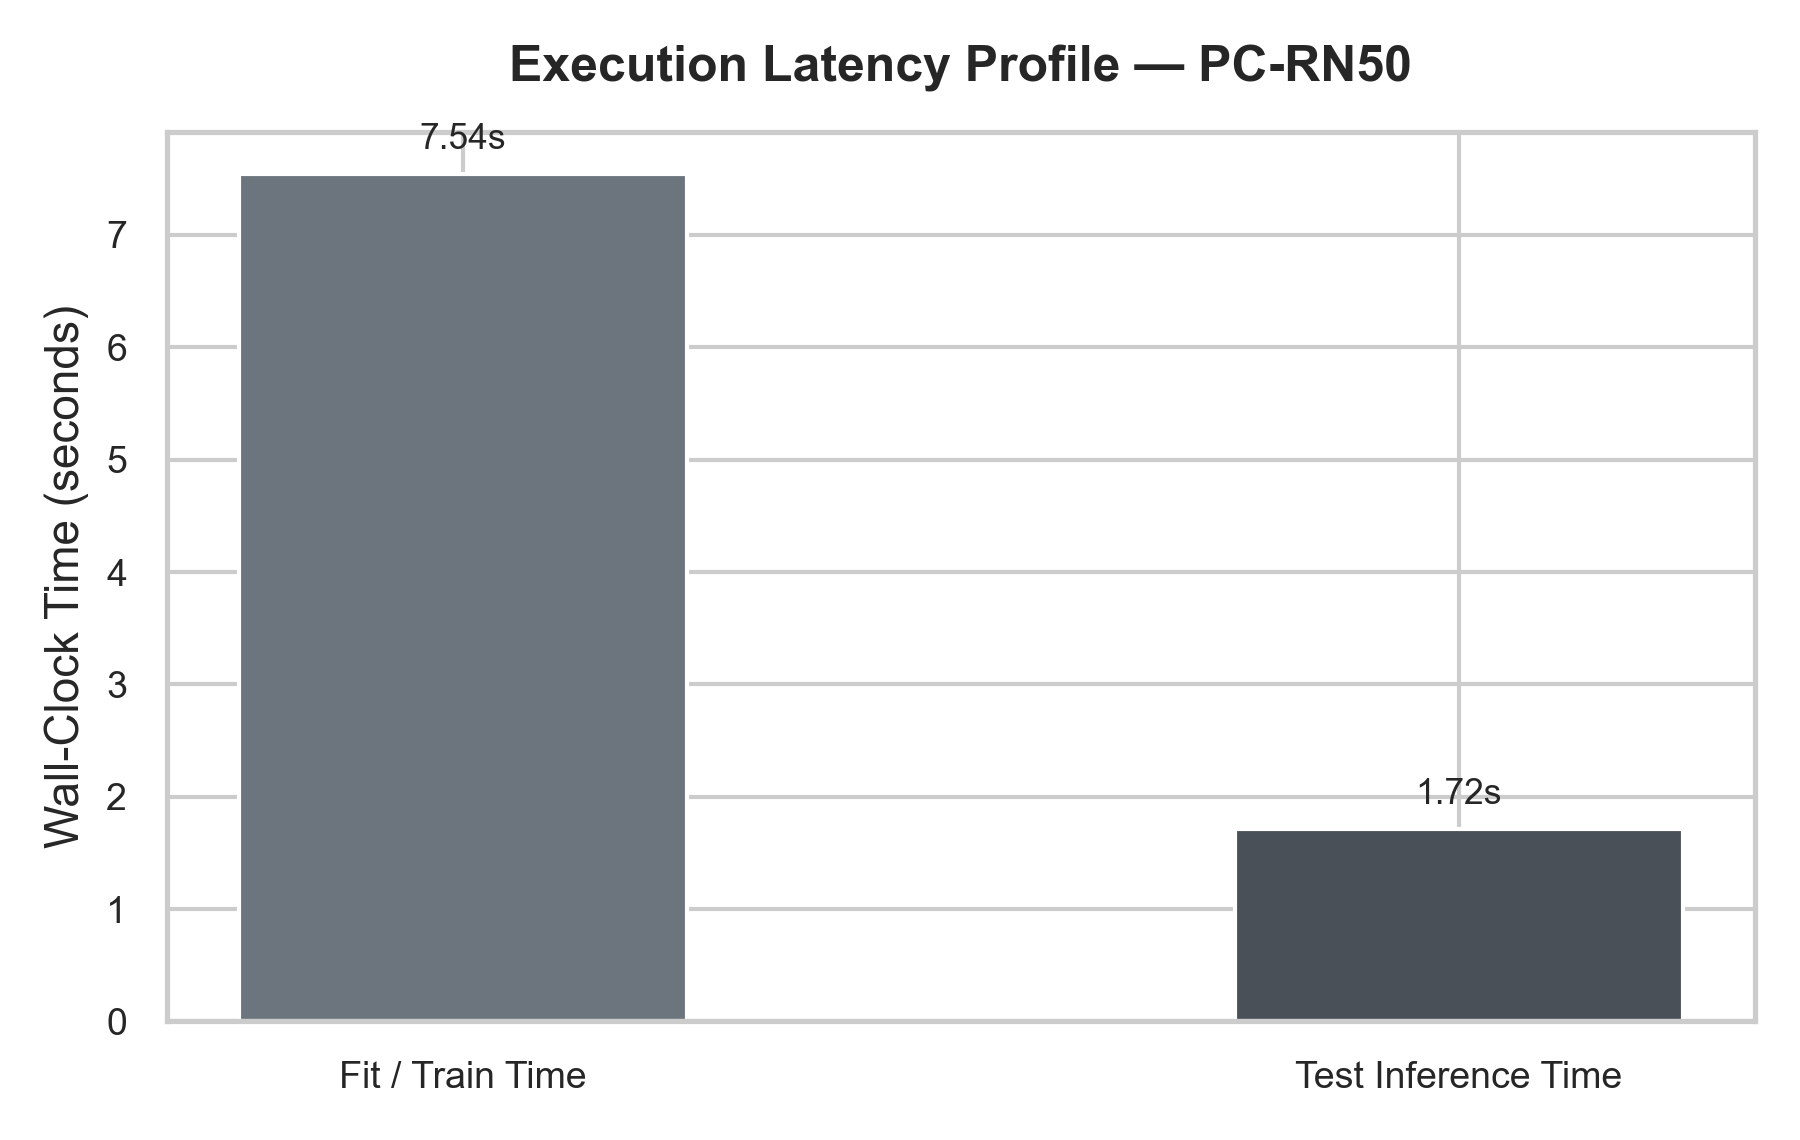 Execution Latency Profile — PC-RN50
7.54s
7
6
5
4
3
2
1
0
Wall-Clock Time (seconds)
1.72s
Fit / Train Time
Test Inference Time